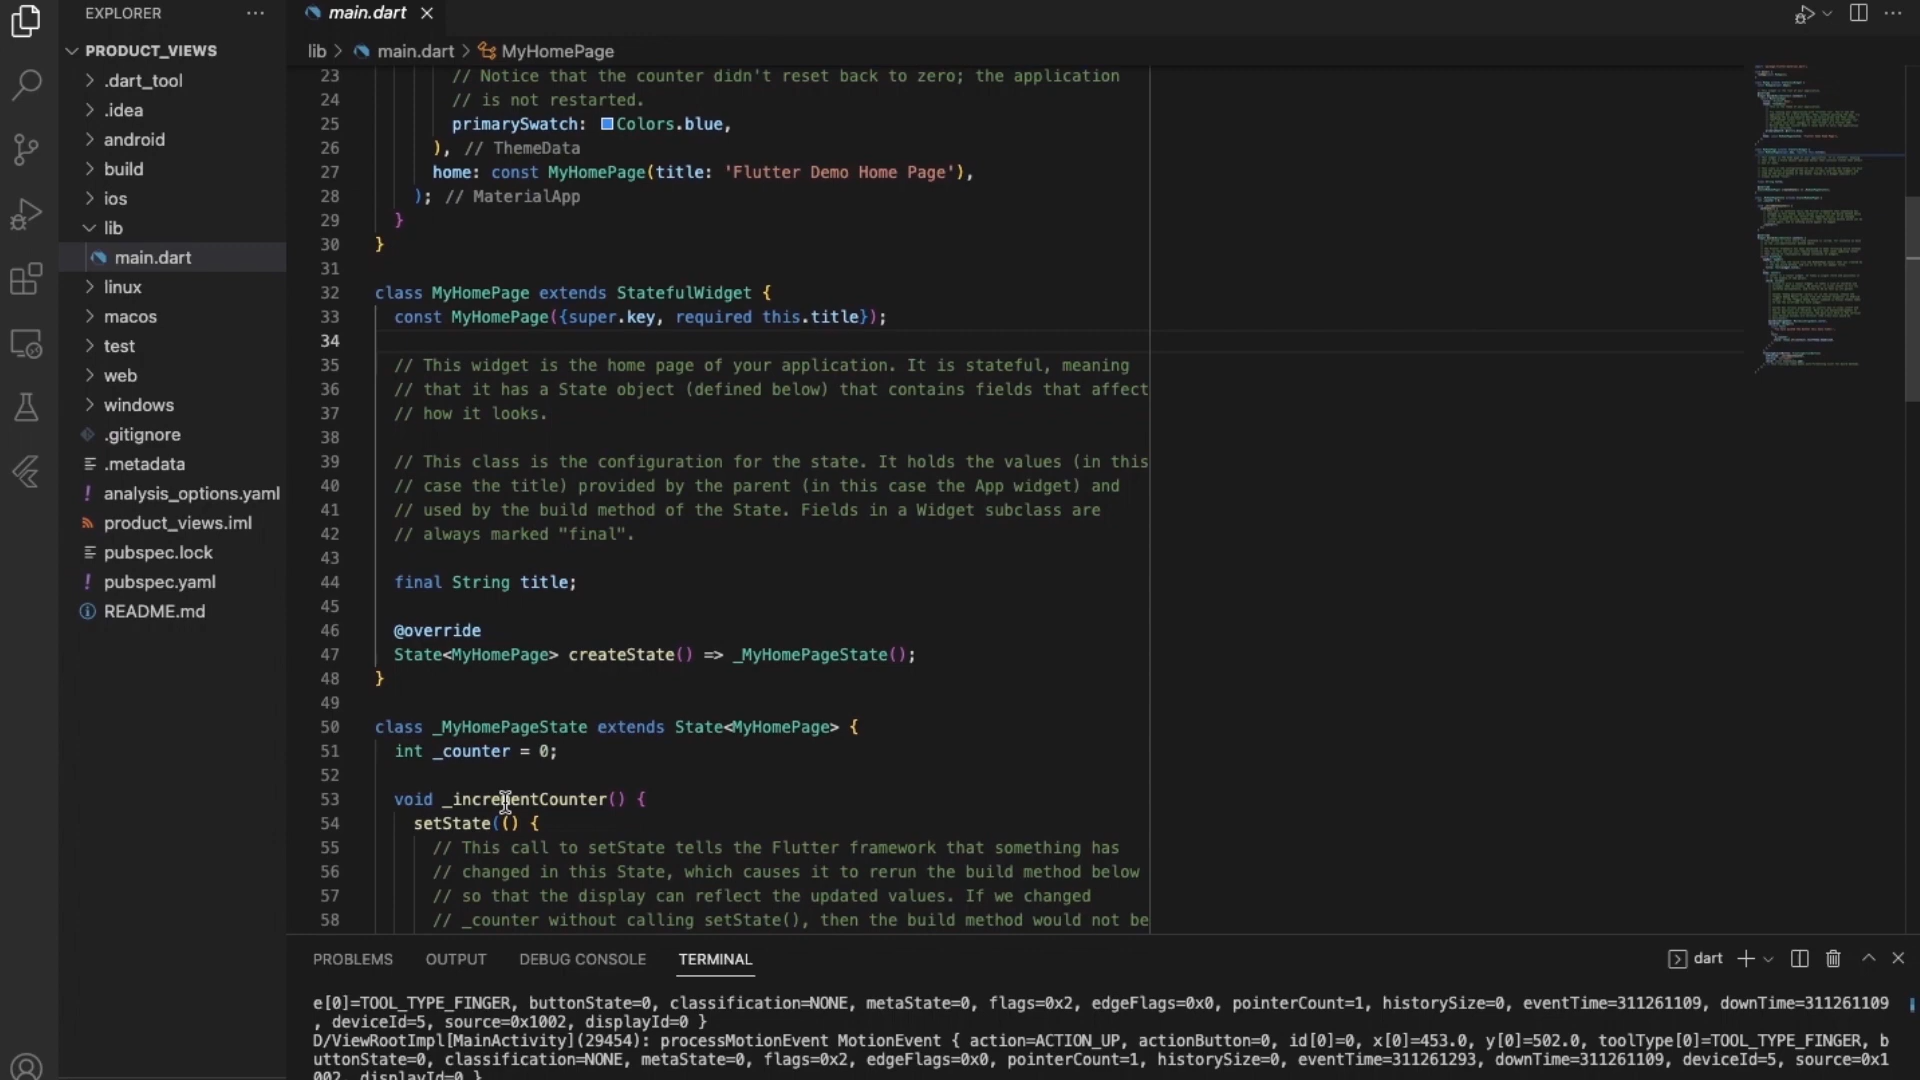 EXPLORER
main.dart
PRODUCT_VIEWS
.dart_tool
.idea
android
build
ios
lib
main.dart
linux
macos
test
web
windows
.gitignore
.metadata
analysis_options.yaml
product_views.iml
pubspec.lock
pubspec.yaml
README.md
lib > main.dart > MyHomePage
23 // Notice that the counter didn't reset back to zero; the application
24 // is not restarted.
25 primarySwatch: Colors.blue,
26 ), // ThemeData
27 home: const MyHomePage(title: 'Flutter Demo Home Page'),
28 ); // MaterialApp
29 }
30 }
31
32 class MyHomePage extends StatefulWidget {
33 const MyHomePage({super.key, required this.title});
34
35 // This widget is the home page of your application. It is stateful, meaning
36 // that it has a State object (defined below) that contains fields that affect
37 // how it looks.
38
39 // This class is the configuration for the state. It holds the values (in this
40 // case the title) provided by the parent (in this case the App widget) and
41 // used by the build method of the State. Fields in a Widget subclass are
42 // always marked "final".
43
44 final String title;
45
46 @override
47 State<MyHomePage> createState() => _MyHomePageState();
48 }
49
50 class _MyHomePageState extends State<MyHomePage> {
51 int _counter = 0;
52
53 void _incrementCounter() {
54 setState(() {
55 // This call to setState tells the Flutter framework that something has
56 // changed in this State, which causes it to rerun the build method below
57 // so that the display can reflect the updated values. If we changed
58 // _counter without calling setState(), then the build method would not be
PROBLEMS OUTPUT DEBUG CONSOLE TERMINAL dart
e[0]=TOOL_TYPE_FINGER, buttonState=0, classification=NONE, metaState=0, flags=0x2, edgeFlags=0x0, pointerCount=1, historySize=0, eventTime=311261109, downTime=311261109
, deviceId=5, source=0x1002, displayId=0 }
D/ViewRootImpl[MainActivity](29454): processMotionEvent MotionEvent { action=ACTION_UP, actionButton=0, id[0]=0, x[0]=453.0, y[0]=502.0, toolType[0]=TOOL_TYPE_FINGER, b
uttonState=0, classification=NONE, metaState=0, flags=0x2, edgeFlags=0x0, pointerCount=1, historySize=0, eventTime=311261293, downTime=311261109, deviceId=5, source=0x1
002, displayId=0 }